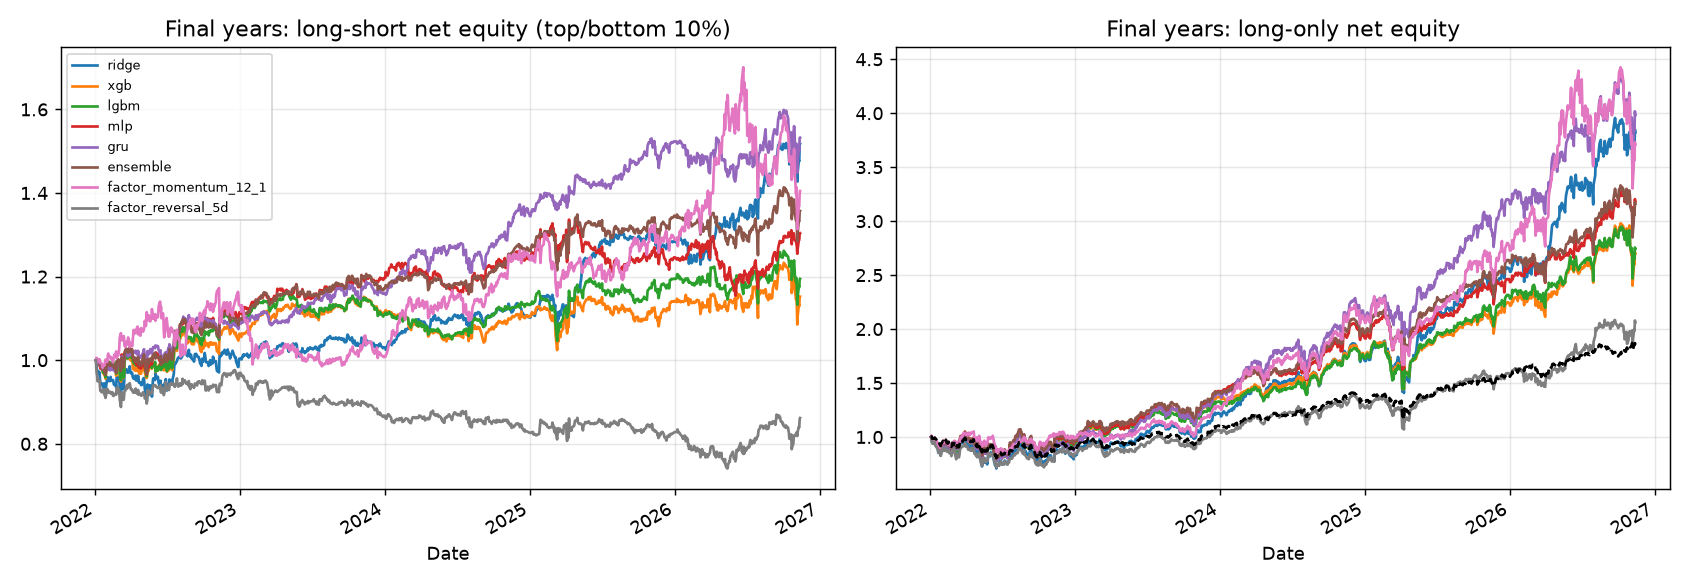 Final years: long-short net equity (top/bottom 10%)
ridge
xgb
lgbm
mlp
gru
ensemble
factor_momentum_12_1
factor_reversal_5d
1.6
1.4
1.2
1.0
0.8
2022
2023
2024
2025
2026
2027
Date
Final years: long-only net equity
4.5
4.0
3.5
3.0
2.5
2.0
1.5
1.0
2022
2023
2024
2025
2026
2027
Date